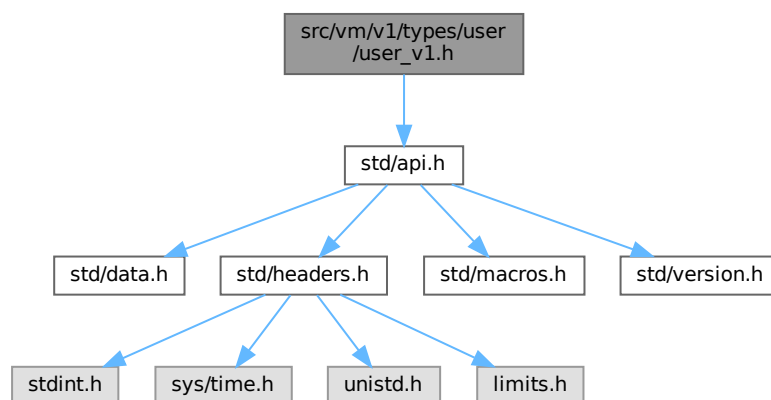 src/vm/v1/types/user
/user_v1.h
std/api.h
std/data.h
std/headers.h
std/macros.h
std/version.h
stdint.h
sys/time.h
unistd.h
limits.h